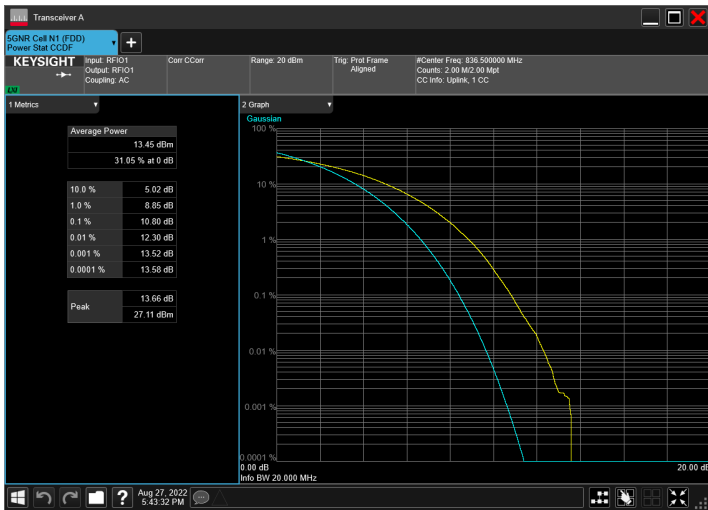 Transceiver A
5GNR Cell N1 (FDD)
Power Stat CCDF
KEYSIGHT
LXI
Input: RFIO1
Output: RFIO1
Coupling: AC
Corr CCorr
Range: 20 dBm
Trig: Prot Frame
Aligned
#Center Freq: 836.500000 MHz
Counts: 2.00 M/2.00 Mpt
CC Info: Uplink, 1 CC
1 Metrics
Average Power
13.45 dBm
31.05 % at 0 dB
10.0 % 5.02 dB
1.0 % 8.85 dB
0.1 % 10.80 dB
0.01 % 12.30 dB
0.001 % 13.52 dB
0.0001 % 13.58 dB
Peak
13.66 dB
27.11 dBm
2 Graph
Gaussian
100 %
10 %
1 %
0.1 %
0.01 %
0.001 %
0.0001 %
0.00 dB
20.00 dB
Info BW 20.000 MHz
?
Aug 27, 2022
5:43:32 PM